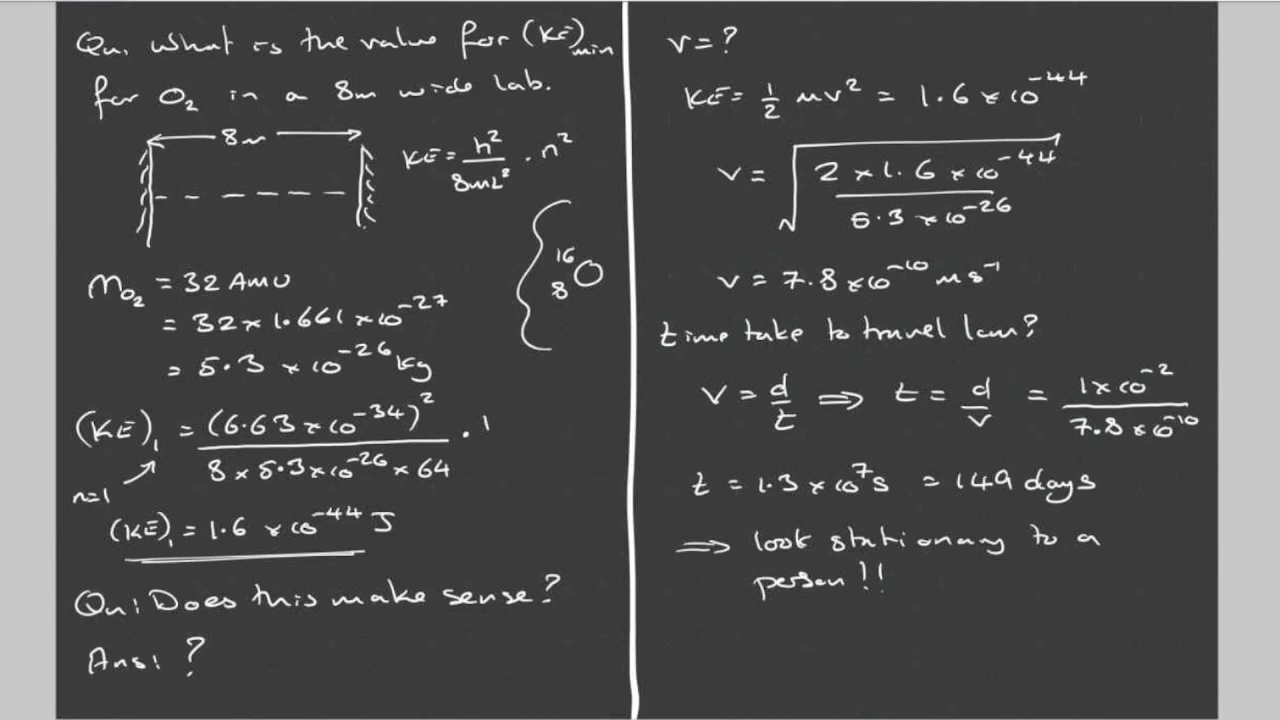 Qu. What is the value for (KE)min
for O₂ in a 8m wide lab.
8m
KE = h²/8mL² . n²
¹⁶₈O
mO₂ = 32 AMU
= 32 × 1.661 × 10⁻²⁷
= 5.3 × 10⁻²⁶ kg
(KE)₁ = (6.63 × 10⁻³⁴)² / 8 × 5.3 × 10⁻²⁶ × 64 . 1
n=1
(KE)₁ = 1.6 × 10⁻⁴⁴ J
Qu: Does this make sense?
Ans: ?
v = ?
KE = ½ mv² = 1.6 × 10⁻⁴⁴
v = √(2 × 1.6 × 10⁻⁴⁴ / 5.3 × 10⁻²⁶)
v = 7.8 × 10⁻¹⁰ ms⁻¹
time take to travel 1cm?
v = d/t ⇒ t = d/v = 1 × 10⁻² / 7.8 × 10⁻¹⁰
t = 1.3 × 10⁷ s = 149 days
⇒ look stationary to a
person!!